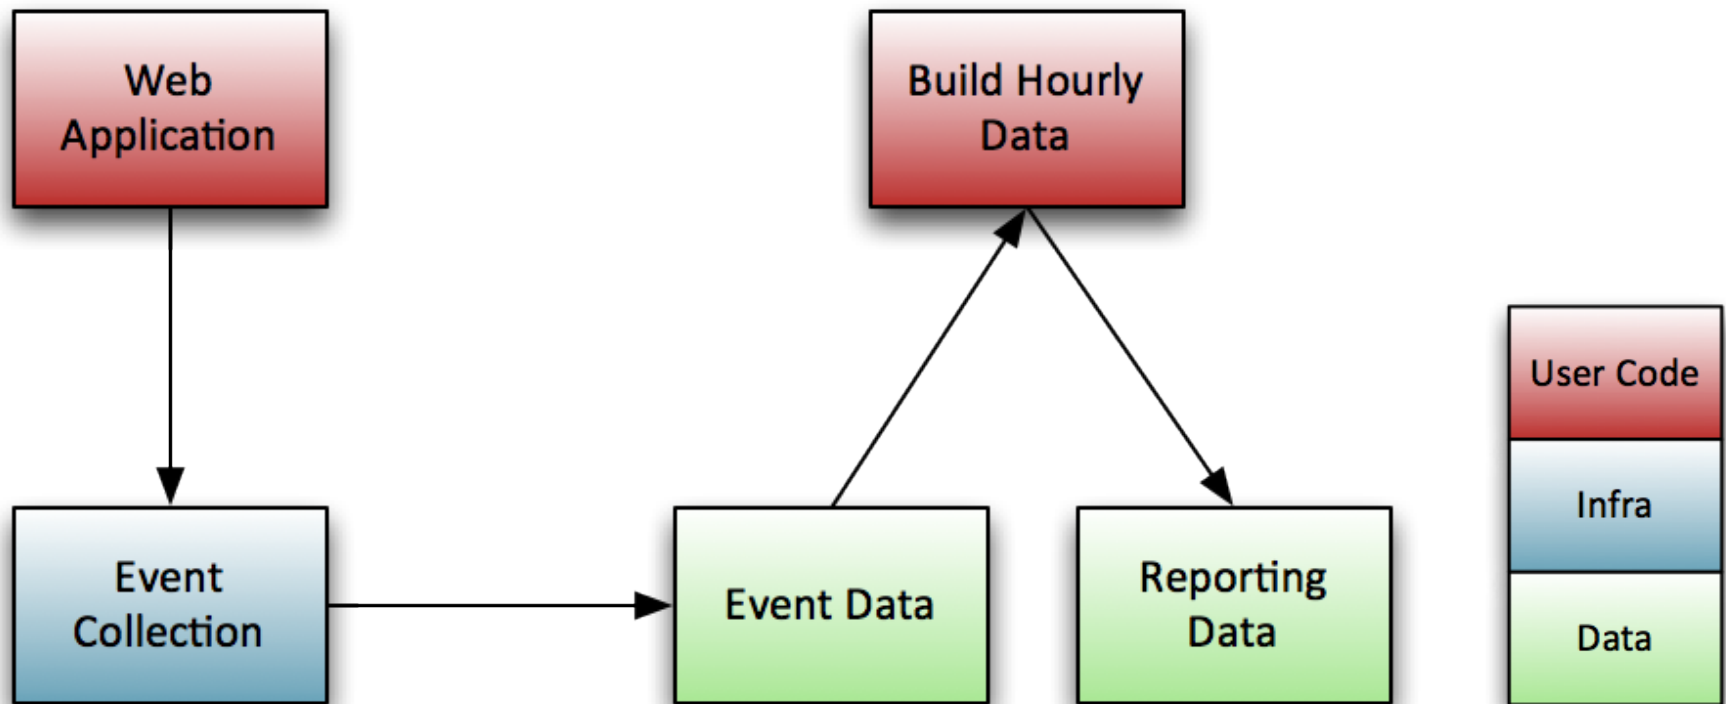 Web
Application
Build Hourly
Data
Event
Collection
Event Data
Reporting
Data
User Code
Infra
Data